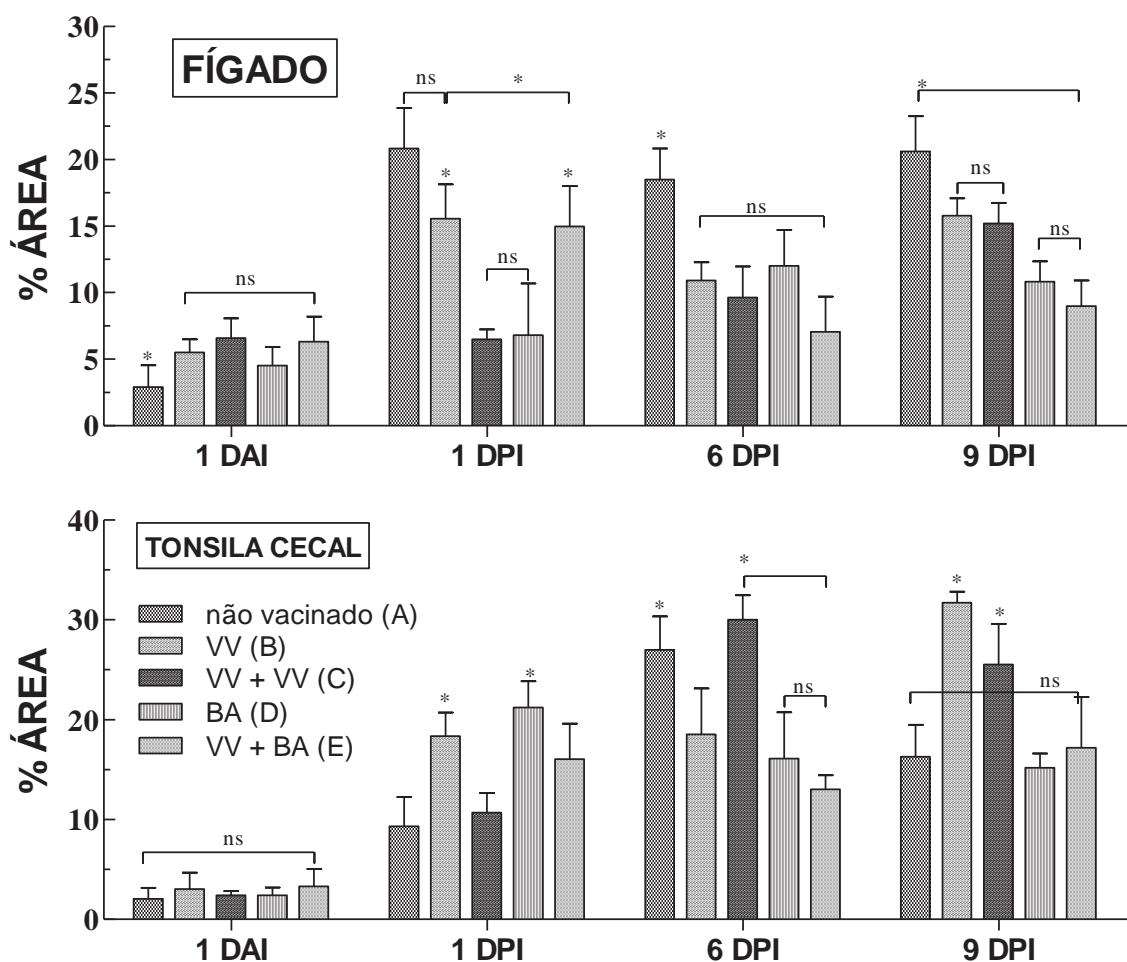 30
25
20
15
10
5
0
% ÁREA
FÍGADO
ns
*
ns
*
*
ns
*
*
ns
*
ns
ns
1 DAI
1 DPI
6 DPI
9 DPI
40
30
20
10
0
% ÁREA
TONSILA CECAL
não vacinado (A)
VV (B)
VV + VV (C)
BA (D)
VV + BA (E)
ns
*
*
*
*
ns
*
*
ns
1 DAI
1 DPI
6 DPI
9 DPI